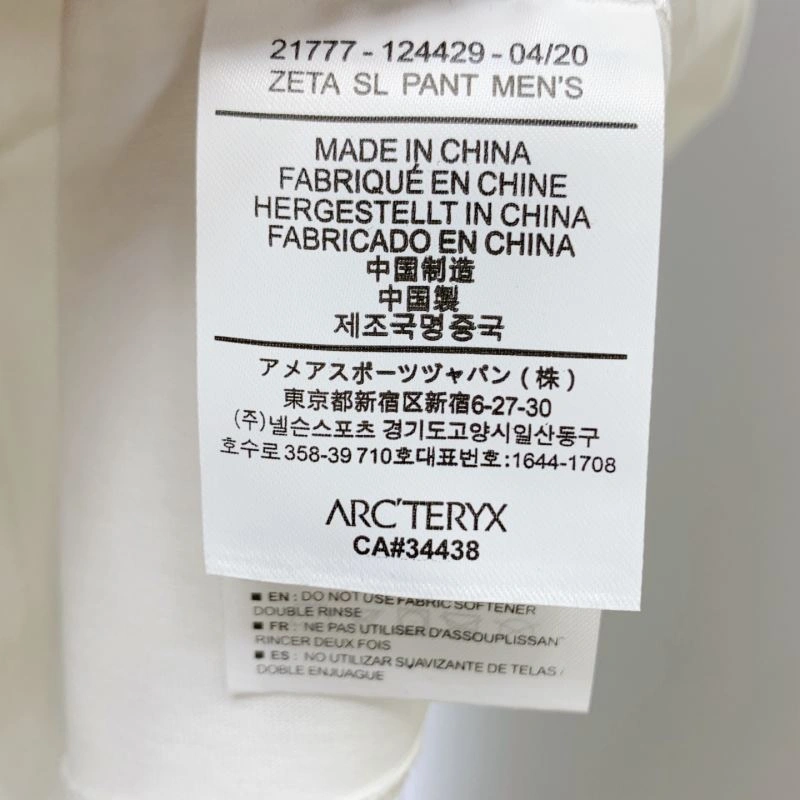 21777 - 124429 - 04/20
ZETA SL PANT MEN'S
MADE IN CHINA
FABRIQUÉ EN CHINE
HERGESTELLT IN CHINA
FABRICADO EN CHINA
中国制造
中国製
제조국명중국
アメアスポーツヅャパン ( 株 )
東京都新宿区新宿6-27-30
(주)넬슨스포츠 경기도고양시일산동구
호수로 358-39 710호대표번호:1644-1708
ARC'TERYX
CA#34438
■ EN : DO NOT USE FABRIC SOFTENER
DOUBLE RINSE
■ FR : NE PAS UTILISER D'ASSOUPLISSAN
RINCER DEUX FOIS
■ ES : NO UTILIZAR SUAVIZANTE DE TELAS /
DOBLE ENJUAGUE